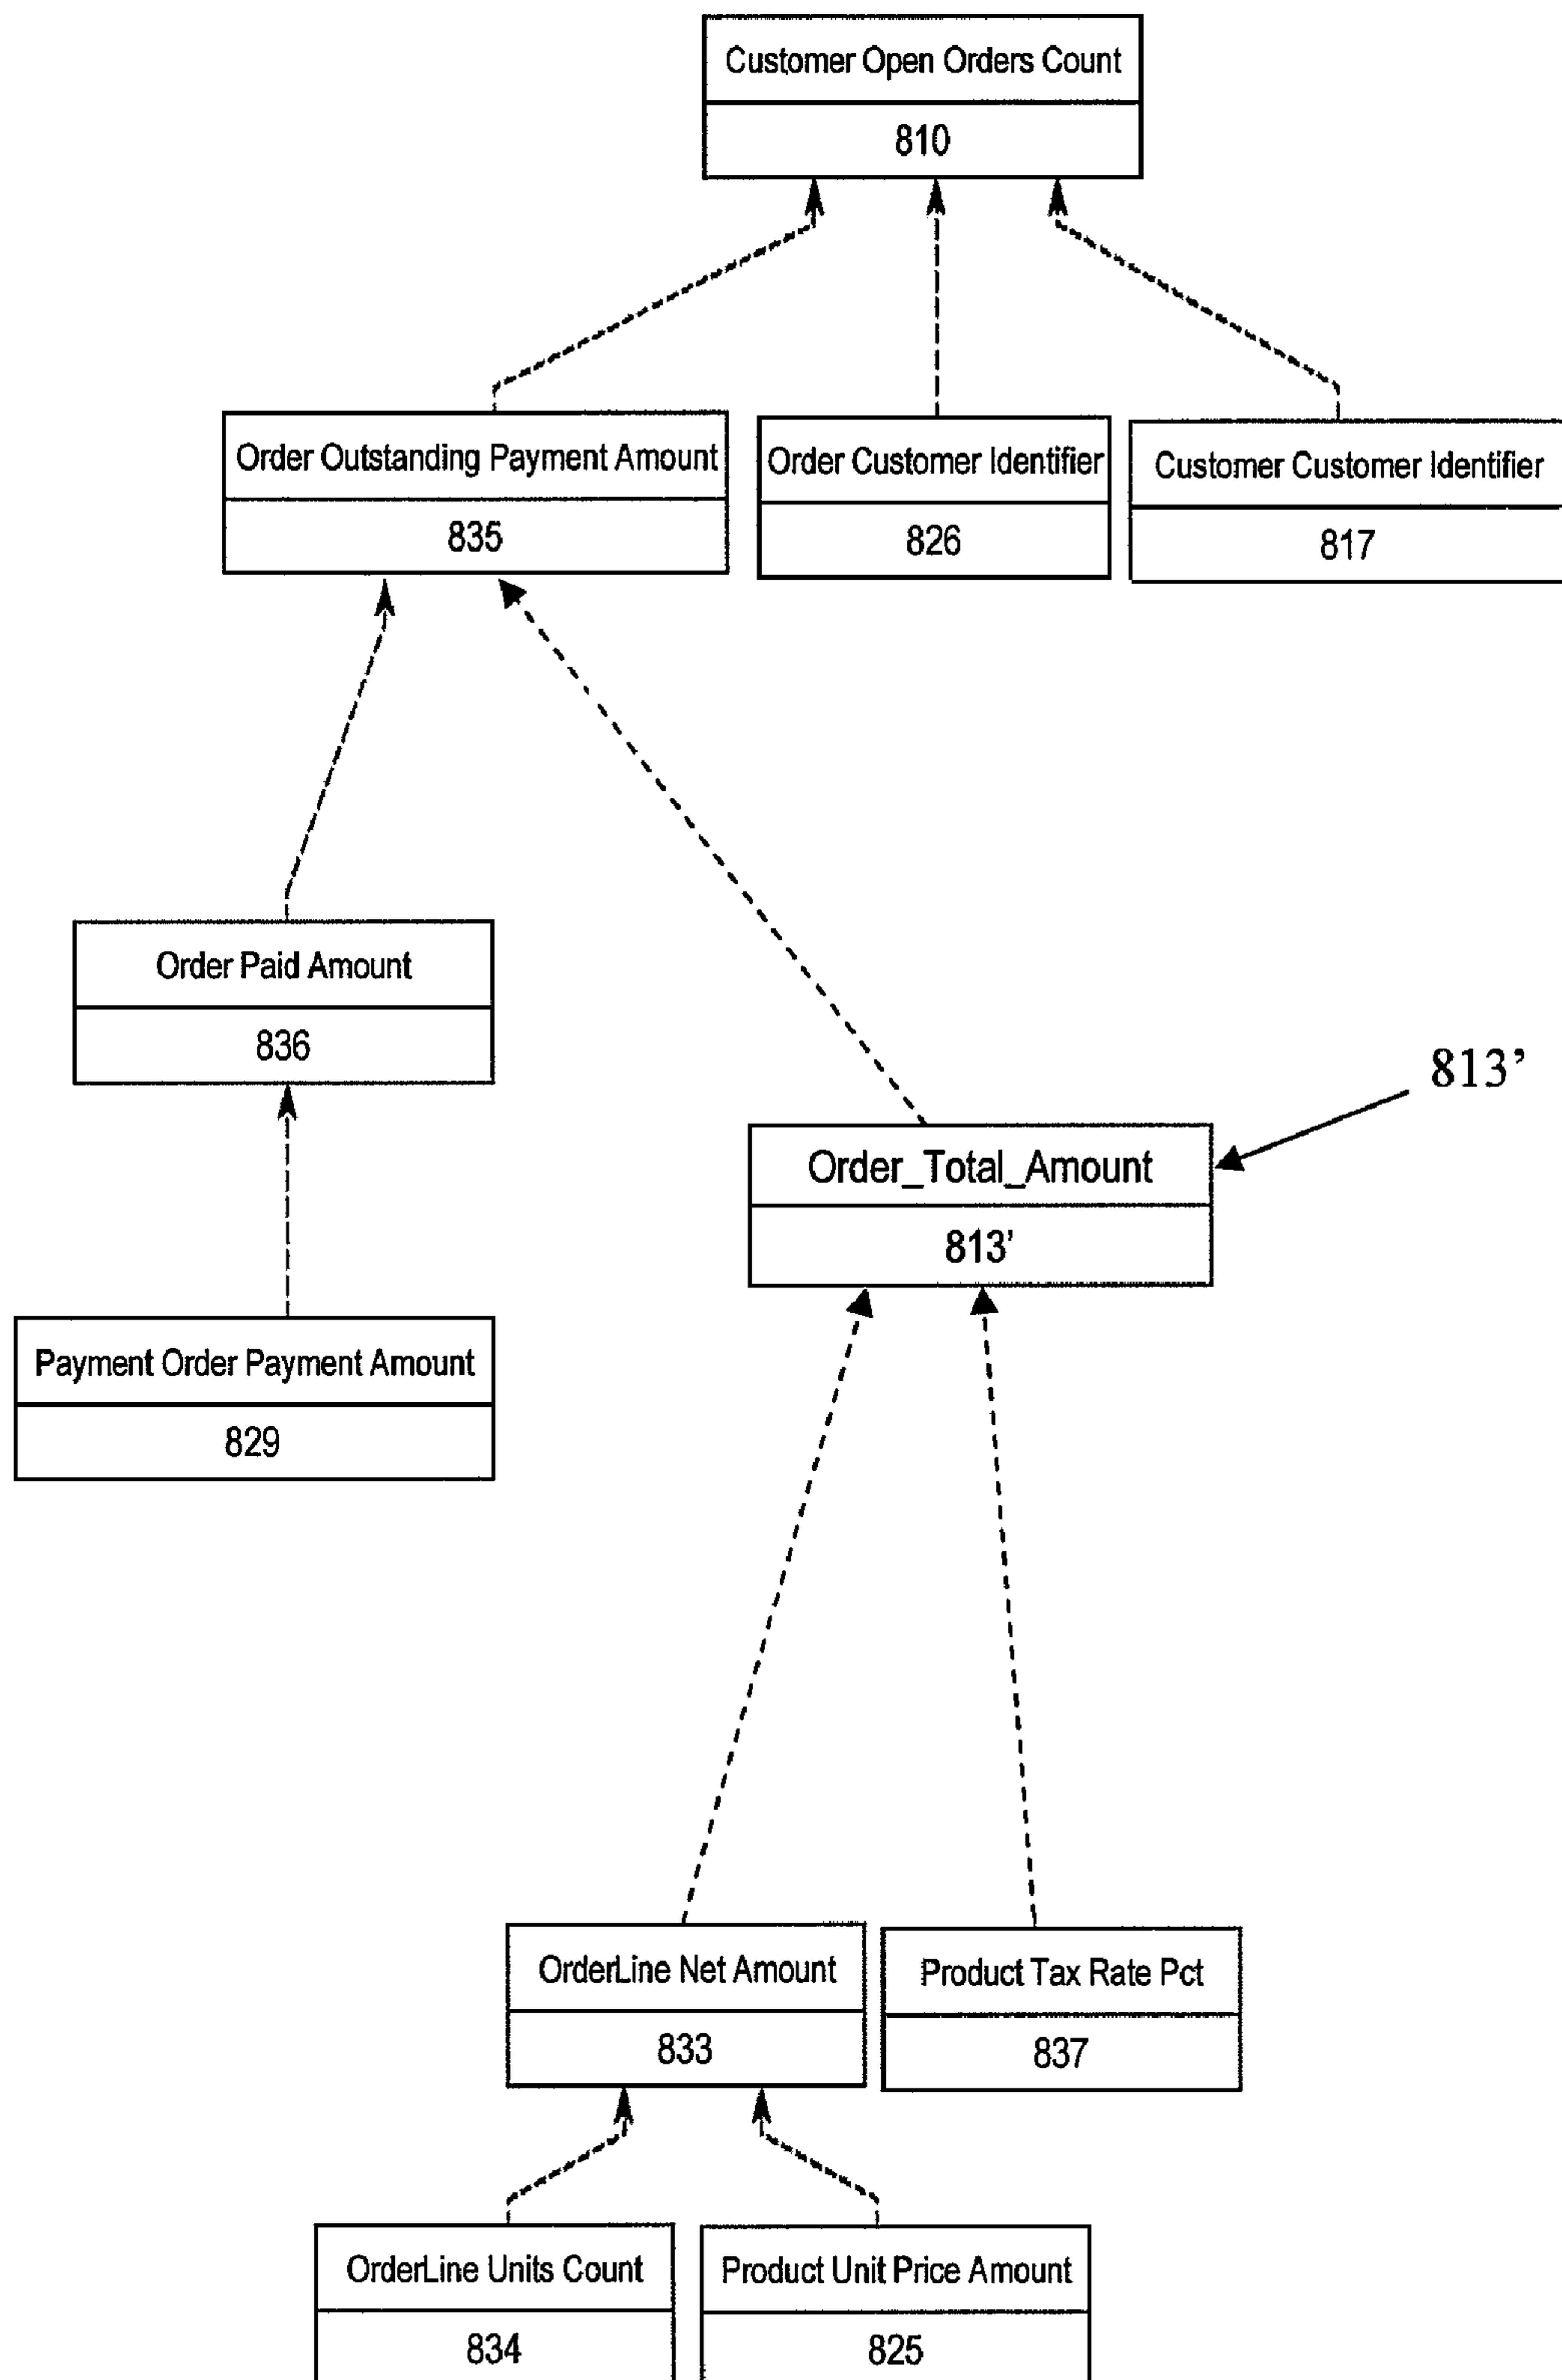 Customer Open Orders Count
810
Order Outstanding Payment Amount
835
Order Customer Identifier
826
Customer Customer Identifier
817
Order Paid Amount
836
813’
Order_Total_Amount
813’
Payment Order Payment Amount
829
OrderLine Net Amount
833
Product Tax Rate Pct
837
OrderLine Units Count
834
Product Unit Price Amount
825